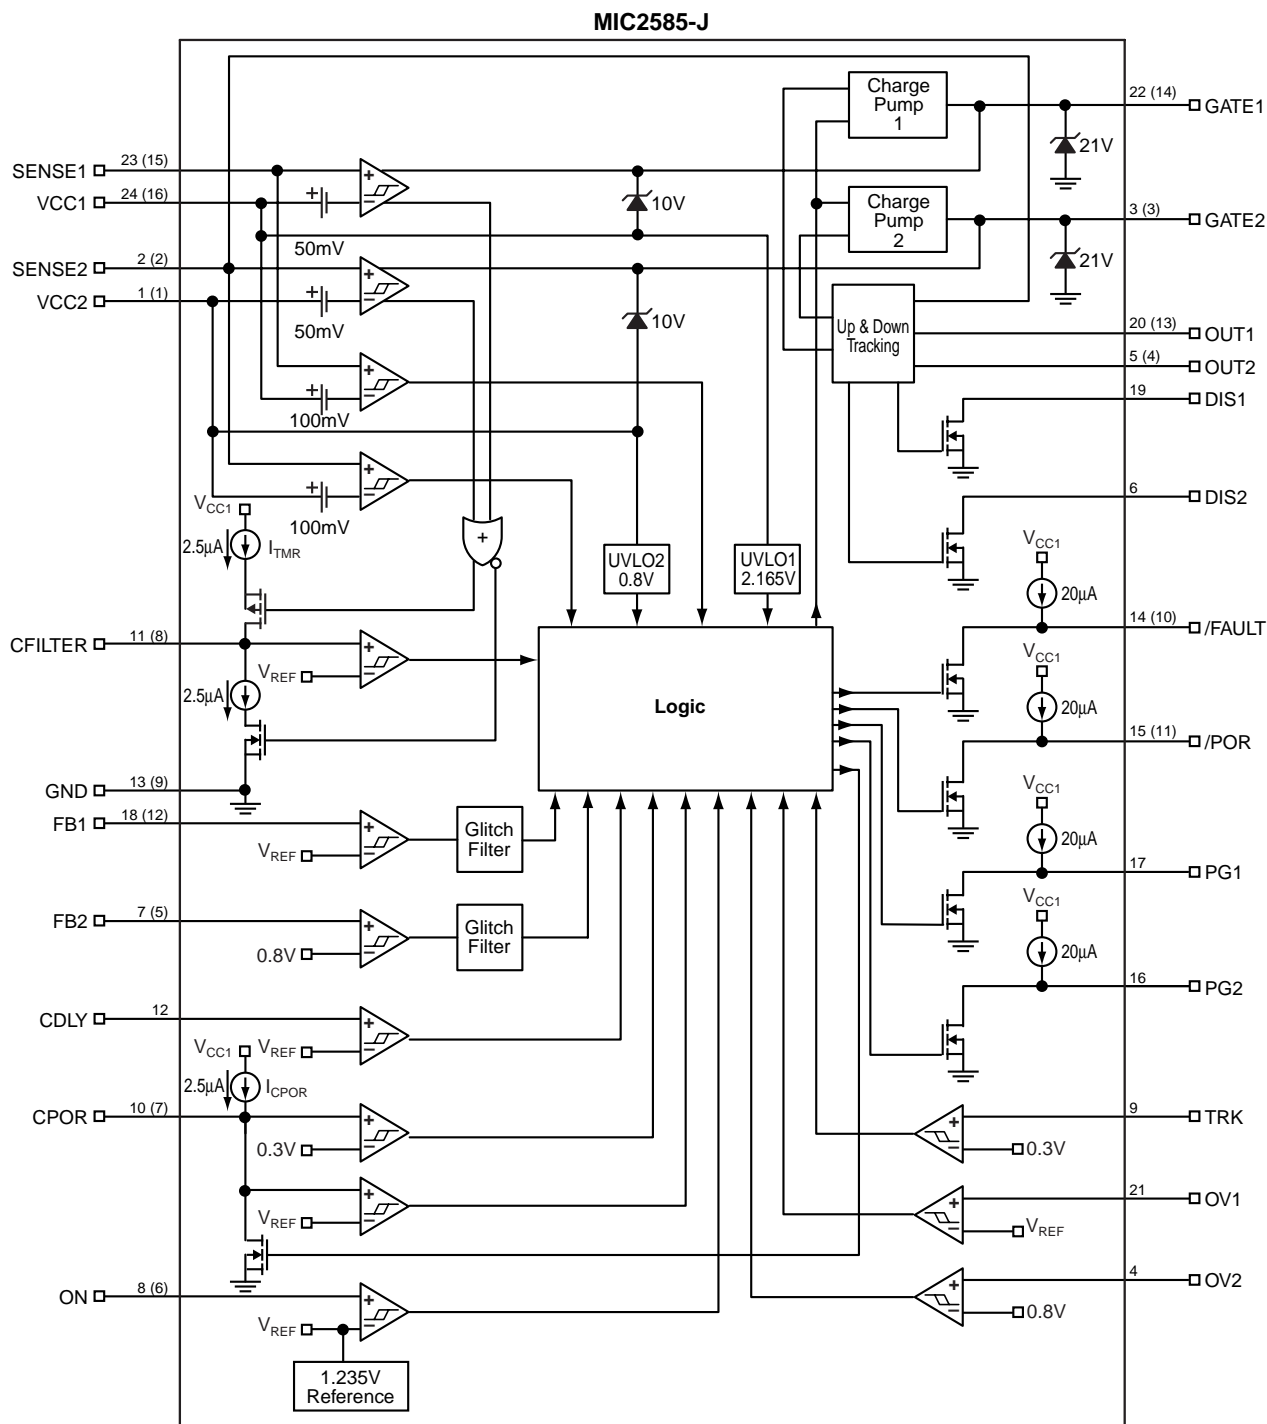 MIC2585-J
Charge
Pump
1
22 (14)
GATE1
21V
SENSE1
23 (15)
VCC1
24 (16)
50mV
10V
Charge
Pump
2
3 (3)
GATE2
21V
SENSE2
2 (2)
VCC2
1 (1)
50mV
10V
Up & Down
Tracking
20 (13)
OUT1
5 (4)
OUT2
19
DIS1
100mV
6
DIS2
100mV
VCC1
2.5µA
ITMR
UVLO2
0.8V
UVLO1
2.165V
VCC1
20µA
14 (10)
/FAULT
CFILTER
11 (8)
VREF
2.5µA
Logic
VCC1
20µA
15 (11)
/POR
GND
13 (9)
FB1
18 (12)
VREF
Glitch
Filter
VCC1
20µA
17
PG1
FB2
7 (5)
0.8V
Glitch
Filter
VCC1
20µA
16
PG2
CDLY
12
VREF
VCC1
2.5µA
ICPOR
CPOR
10 (7)
0.3V
9
TRK
0.3V
VREF
21
OV1
VREF
ON
8 (6)
VREF
4
OV2
0.8V
1.235V
Reference